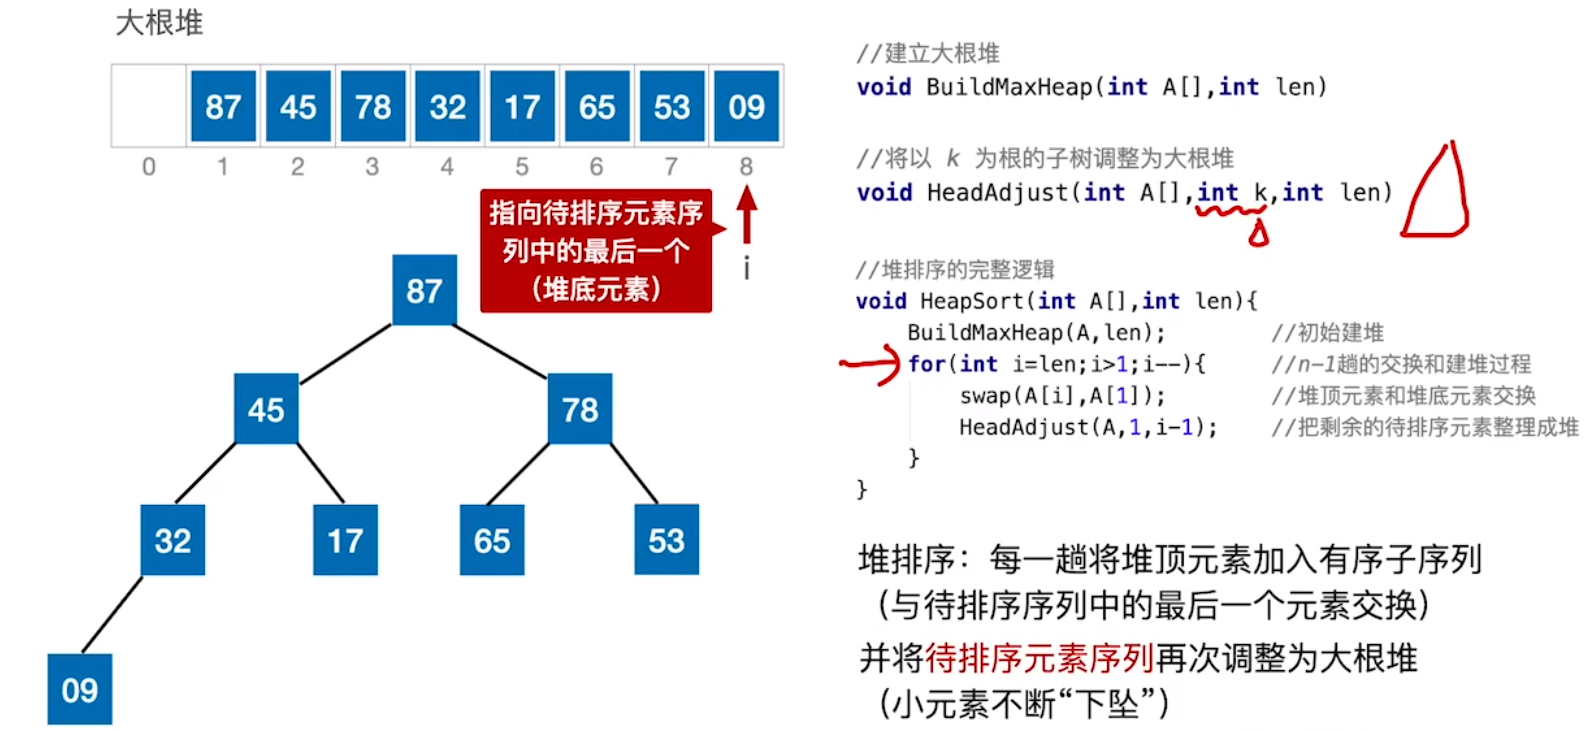 大根堆
87 45 78 32 17 65 53 09
0 1 2 3 4 5 6 7 8
指向待排序元素序
列中的最后一个
（堆底元素）
i
87
45 78
32 17 65 53
09
//建立大根堆
void BuildMaxHeap(int A[],int len)
//将以 k 为根的子树调整为大根堆
void HeadAdjust(int A[],int k,int len)
//堆排序的完整逻辑
void HeapSort(int A[],int len){
    BuildMaxHeap(A,len);        //初始建堆
    for(int i=len;i>1;i--){     //n-1趟的交换和建堆过程
        swap(A[i],A[1]);        //堆顶元素和堆底元素交换
        HeadAdjust(A,1,i-1);    //把剩余的待排序元素整理成堆
    }
}
堆排序：每一趟将堆顶元素加入有序子序列
（与待排序序列中的最后一个元素交换）
并将待排序元素序列再次调整为大根堆
（小元素不断“下坠”）